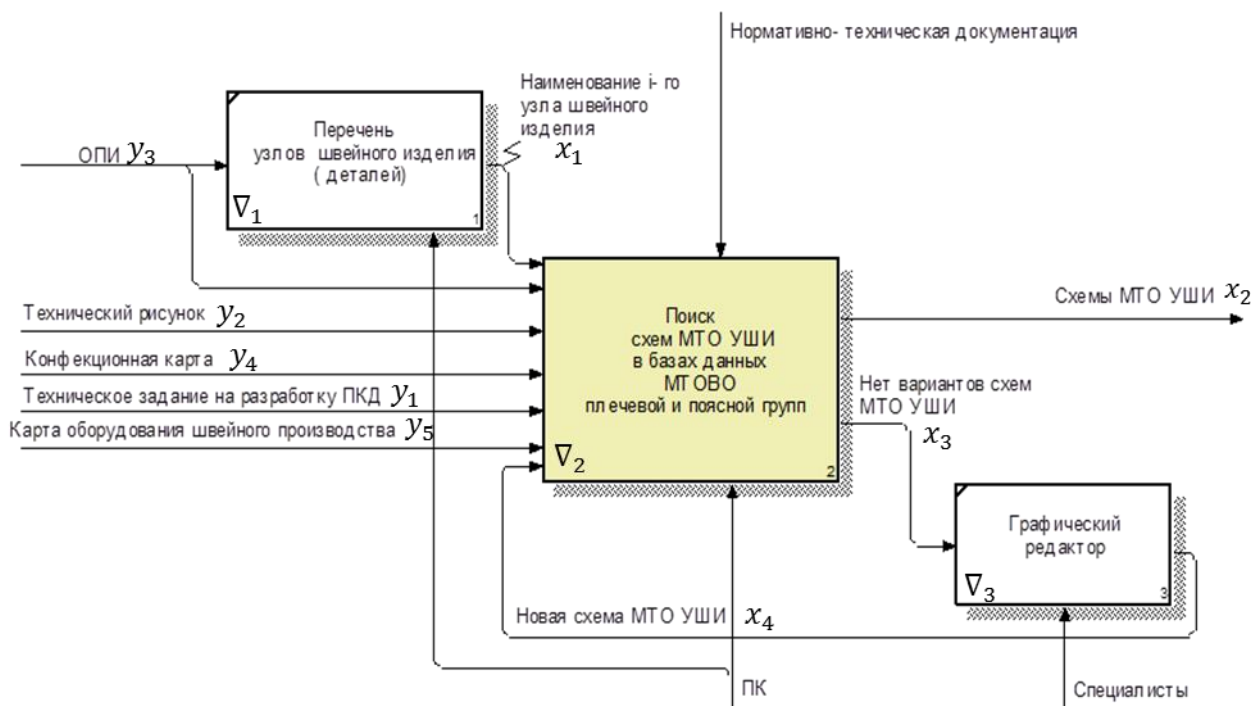 Нормативно- техническая документация
Наименование i- го
узла швейного
изделия
x₁
Перечень
узлов швейного изделия
( деталей)
∇₁
1
ОПИ y₃
Технический рисунок y₂
Конфекционная карта y₄
Техническое задание на разработку ПКД y₁
Карта оборудования швейного производства y₅
Поиск
схем МТО УШИ
в базах данных
МТОВО
плечевой и поясной групп
∇₂
2
Схемы МТО УШИ x₂
Нет вариантов схем
МТО УШИ
x₃
Графический
редактор
∇₃
3
Новая схема МТО УШИ x₄
ПК
Специалисты